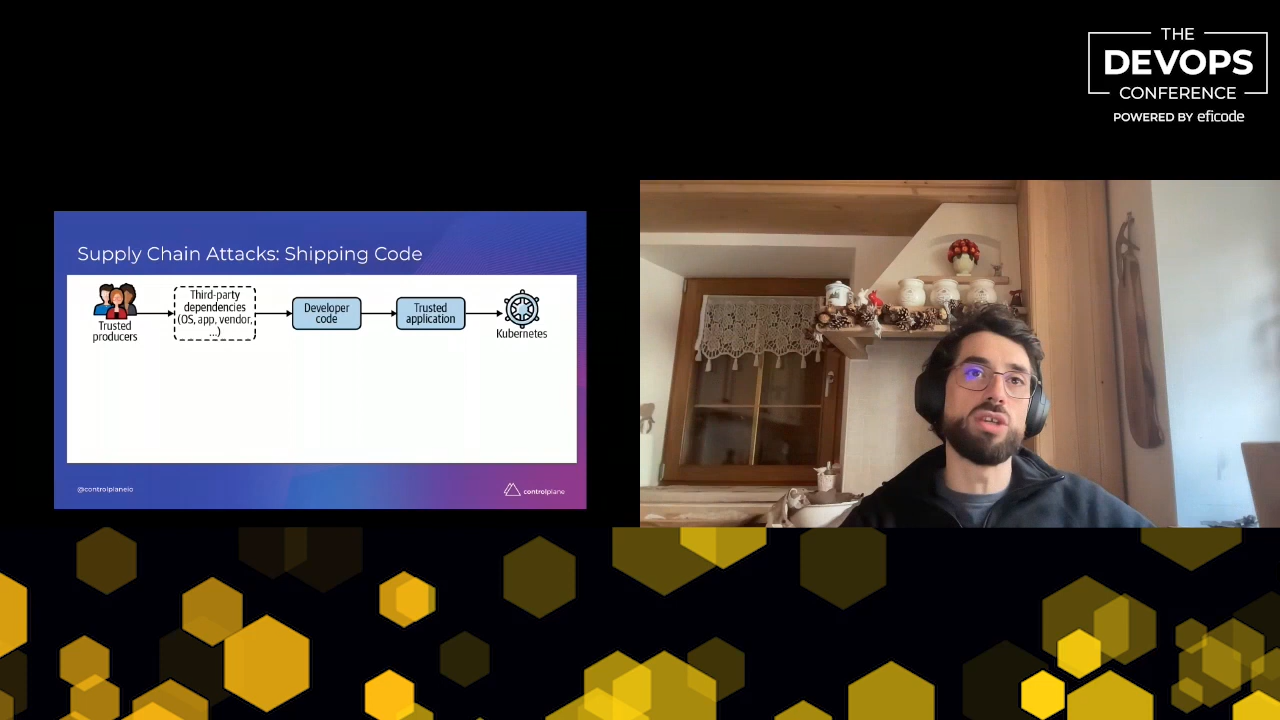 THE
DEVOPS
CONFERENCE
POWERED BY eficode
Supply Chain Attacks: Shipping Code
Trusted
producers
Third-party
dependencies
(OS, app, vendor,
...)
Developer
code
Trusted
application
Kubernetes
@controlplaneio
controlplane